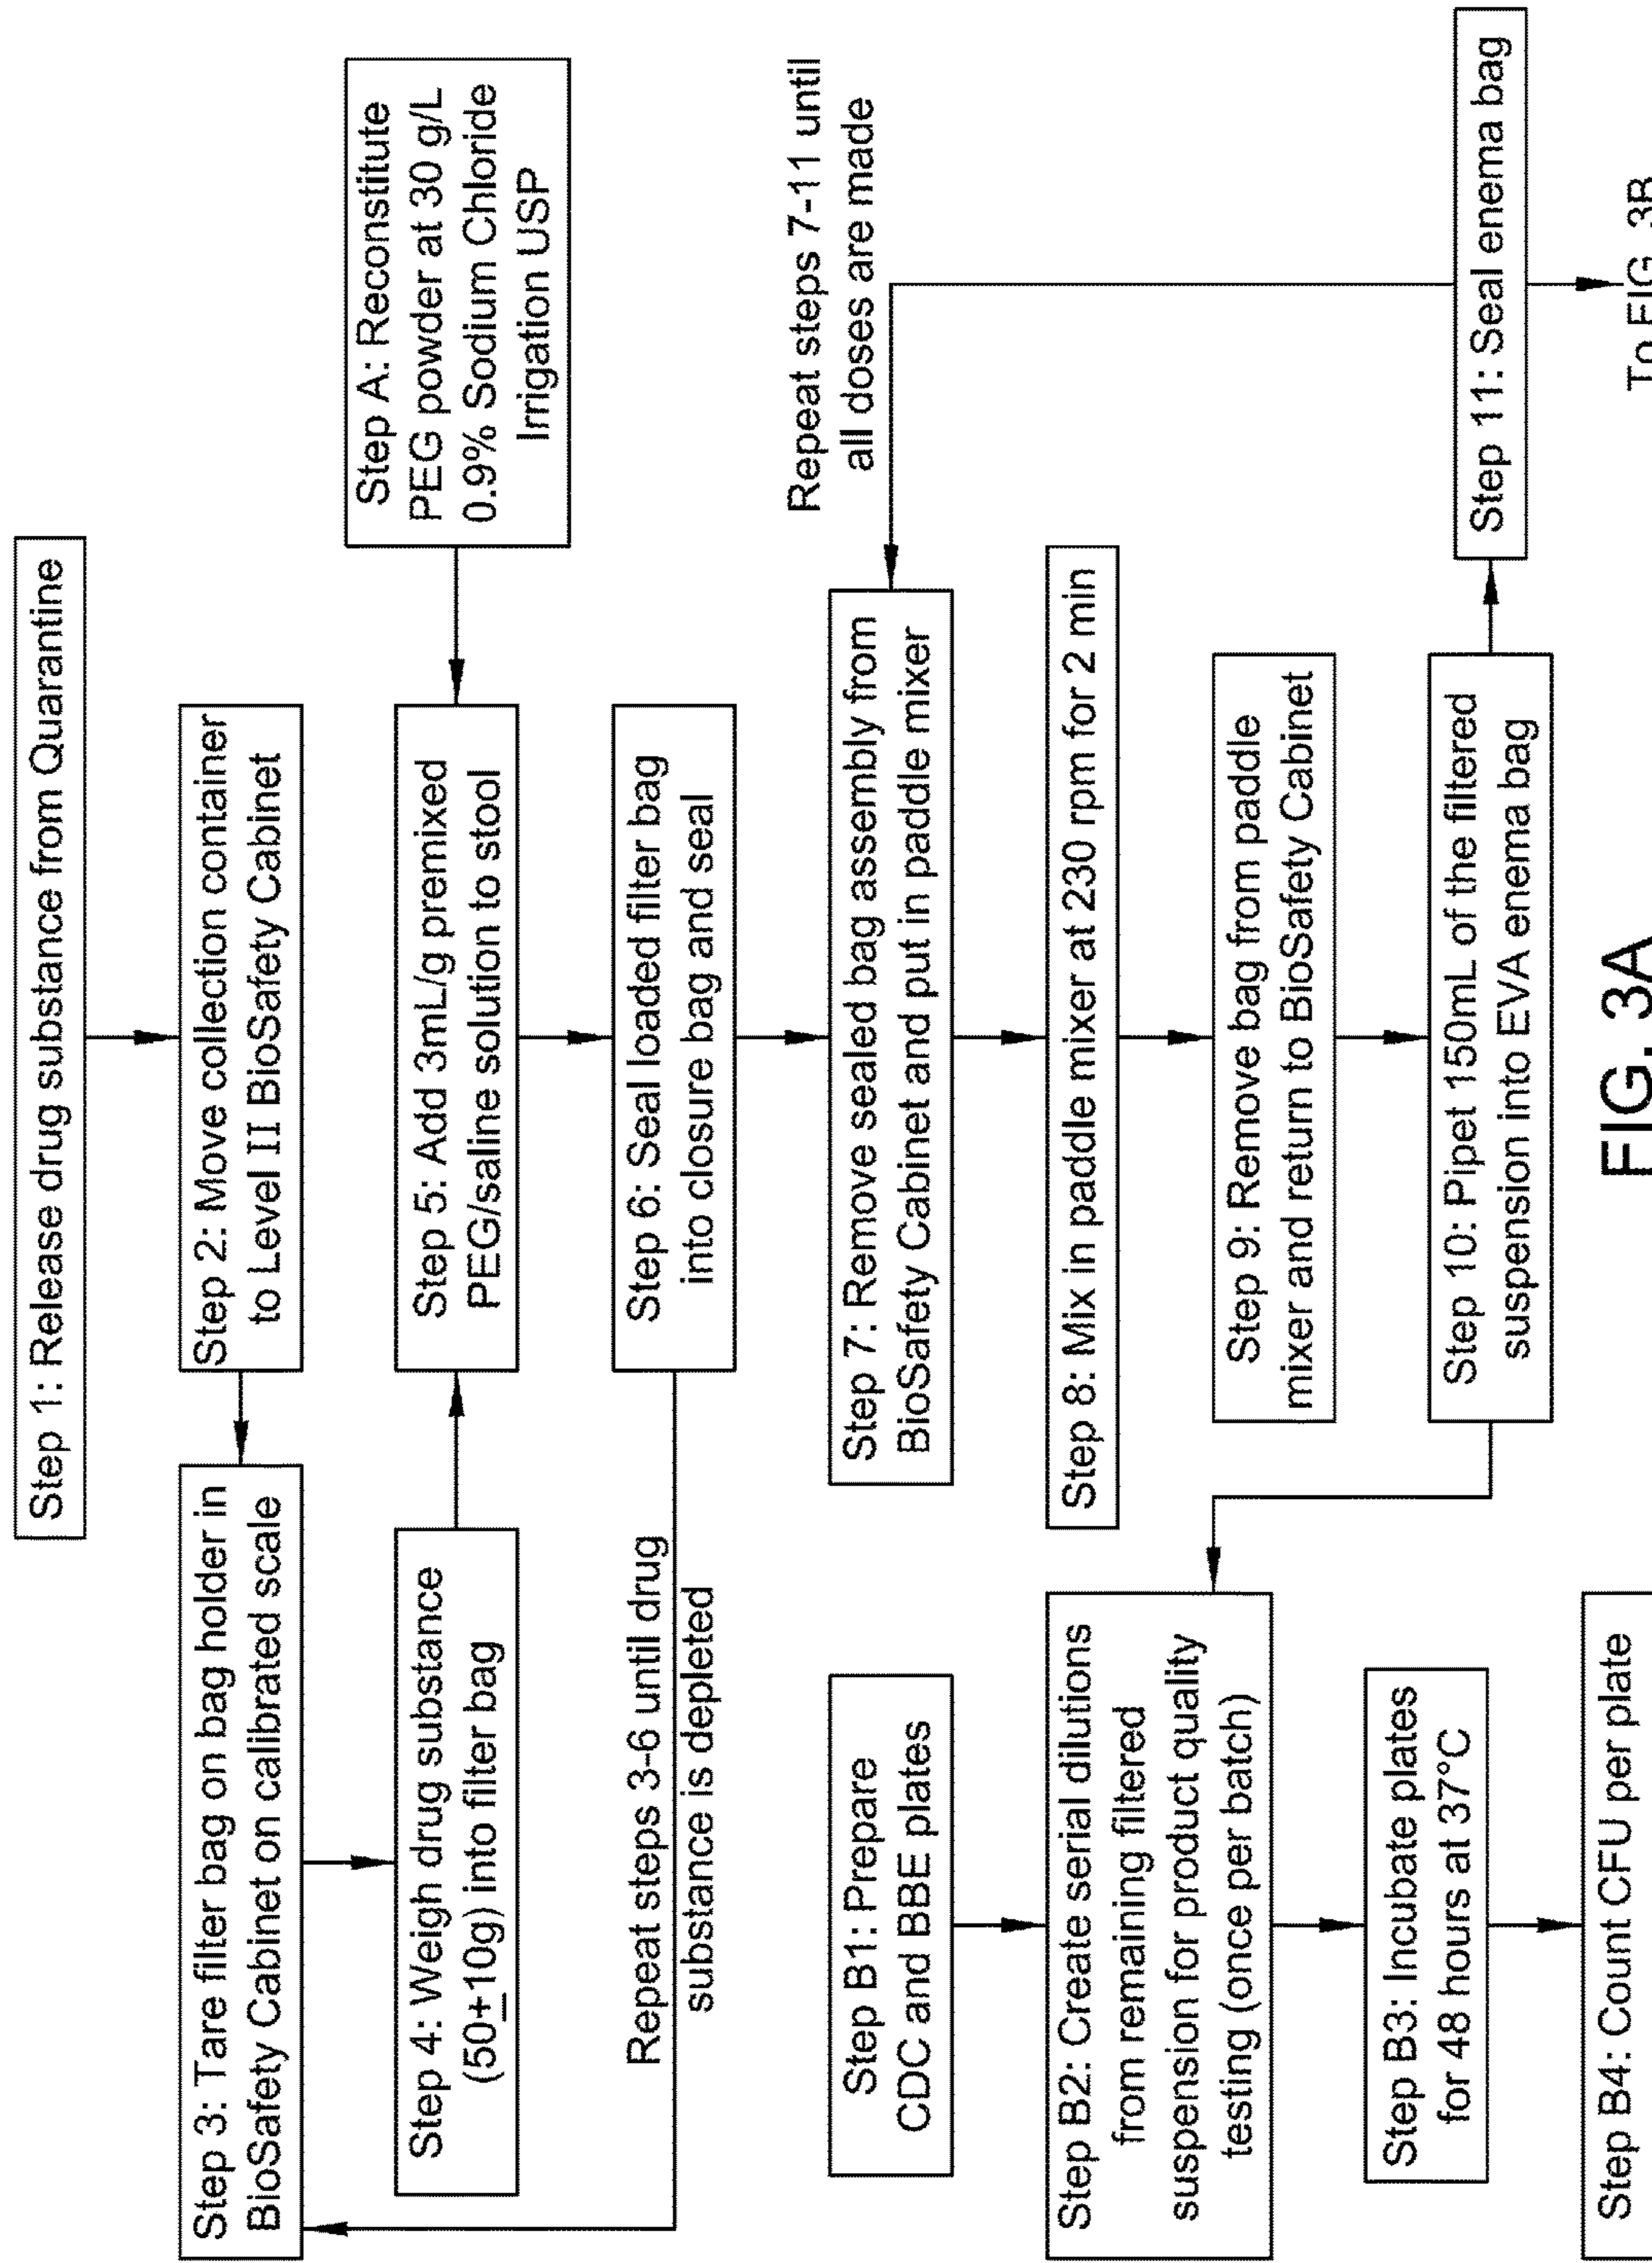 Step 1: Release drug substance from Quarantine
Step 2: Move collection container
to Level II BioSafety Cabinet
Step 3: Tare filter bag on bag holder in
BioSafety Cabinet on calibrated scale
Step 4: Weigh drug substance
(50±10g) into filter bag
Step 5: Add 3mL/g premixed
PEG/saline solution to stool
Step A: Reconstitute
PEG powder at 30 g/L
0.9% Sodium Chloride
Irrigation USP
Step 6: Seal loaded filter bag
into closure bag and seal
Repeat steps 3-6 until drug
substance is depleted
Step 7: Remove sealed bag assembly from
BioSafety Cabinet and put in paddle mixer
Repeat steps 7-11 until
all doses are made
Step 8: Mix in paddle mixer at 230 rpm for 2 min
Step 9: Remove bag from paddle
mixer and return to BioSafety Cabinet
Step 10: Pipet 150mL of the filtered
suspension into EVA enema bag
Step 11: Seal enema bag
To FIG. 3B
Step B1: Prepare
CDC and BBE plates
Step B2: Create serial dilutions
from remaining filtered
suspension for product quality
testing (once per batch)
Step B3: Incubate plates
for 48 hours at 37°C
Step B4: Count CFU per plate
FIG. 3A